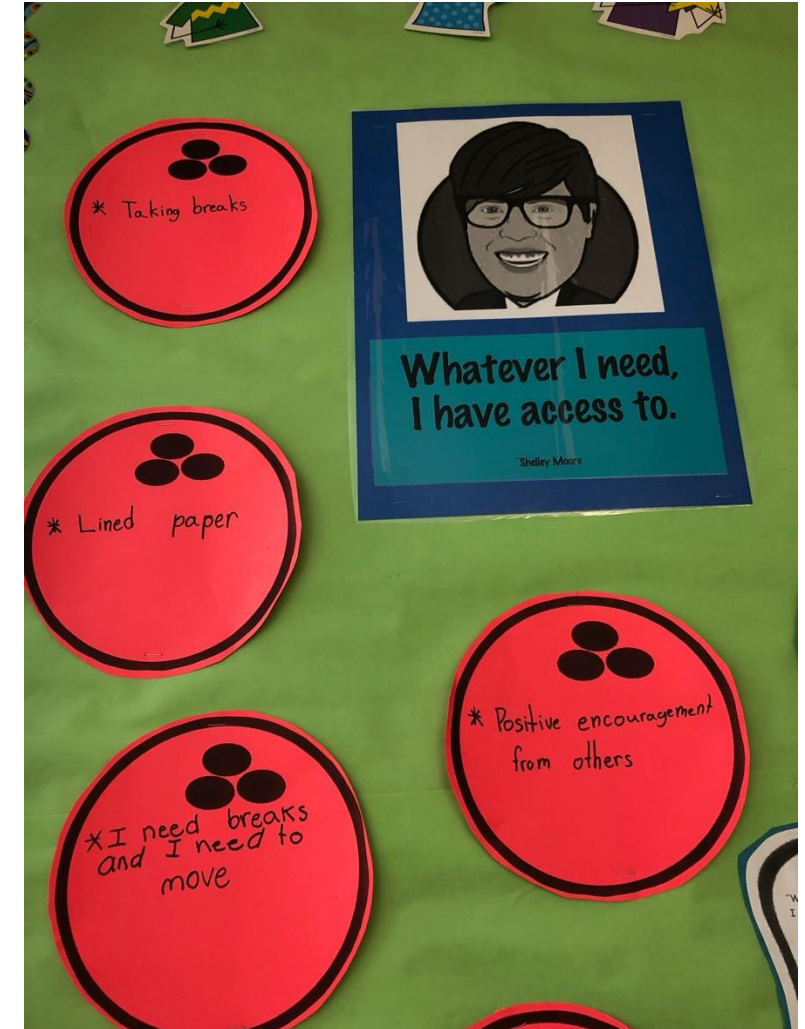 * Taking breaks
Whatever I need,
I have access to.
~Shelley Moore
* Lined paper
* Positive encouragement
from others
* I need breaks
and I need to
move
"W
I